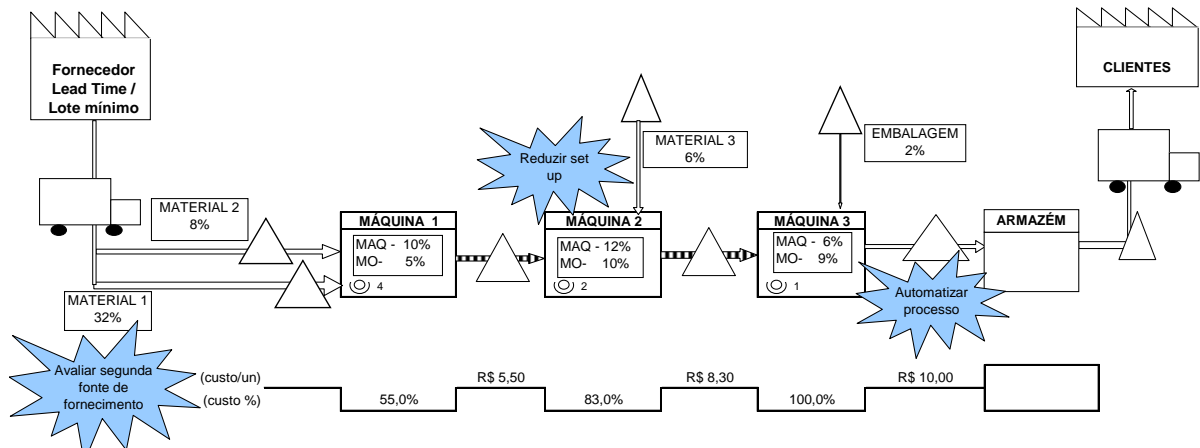 Fornecedor
Lead Time /
Lote mínimo
CLIENTES
Reduzir set
up
MATERIAL 3
6%
EMBALAGEM
2%
MATERIAL 2
8%
MÁQUINA 1
MAQ - 10%
MO- 5%
4
MÁQUINA 2
MAQ - 12%
MO- 10%
2
MÁQUINA 3
MAQ - 6%
MO- 9%
1
ARMAZÉM
MATERIAL 1
32%
Automatizar
processo
Avaliar segunda
fonte de
fornecimento
(custo/un)
R$ 5,50
R$ 8,30
R$ 10,00
(custo %)
55,0%
83,0%
100,0%